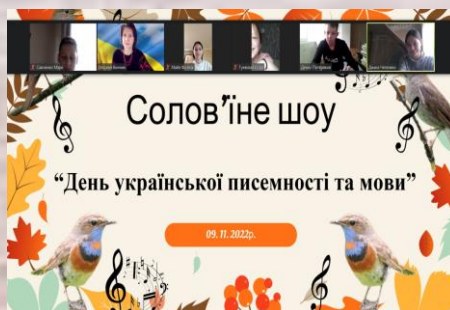 Солов’їне шоу
“День української писемності та мови”
09. 11. 2022р.